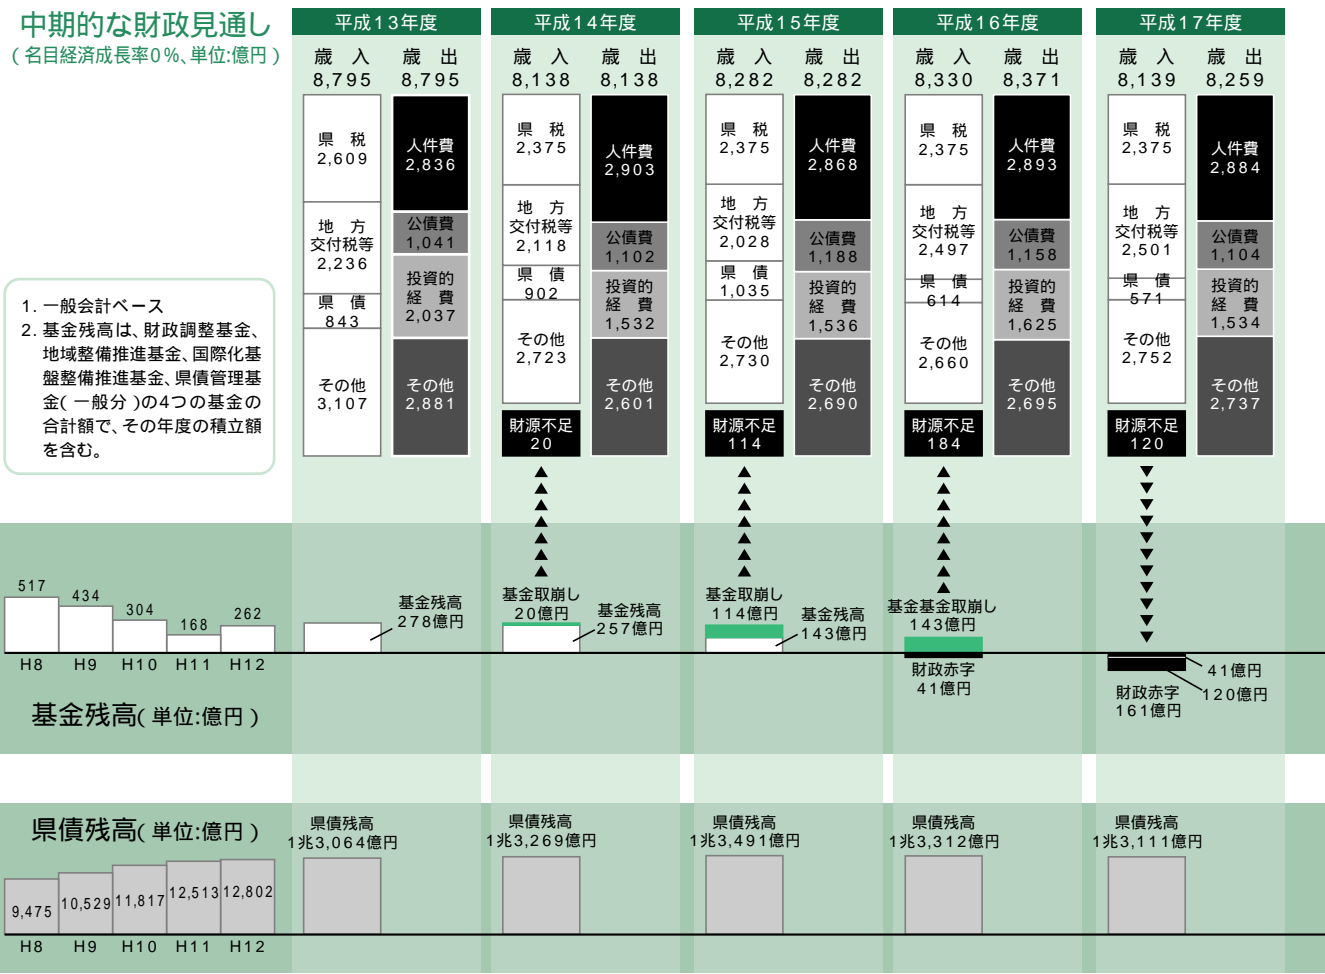 中期的な財政見通し
(名目経済成長率0%、単位:億円)
平成13年度
歳 入 歳 出
8,795 8,795
県 税
2,609
地 方
交付税等
2,236
県 債
843
その他
3,107
人件費
2,836
公債費
1,041
投資的
経 費
2,037
その他
2,881
平成14年度
歳 入 歳 出
8,138 8,138
県 税
2,375
地 方
交付税等
2,118
県 債
902
その他
2,723
財源不足
20
人件費
2,903
公債費
1,102
投資的
経 費
1,532
その他
2,601
平成15年度
歳 入 歳 出
8,282 8,282
県 税
2,375
地 方
交付税等
2,028
県 債
1,035
その他
2,730
財源不足
114
人件費
2,868
公債費
1,188
投資的
経 費
1,536
その他
2,690
平成16年度
歳 入 歳 出
8,330 8,371
県 税
2,375
地 方
交付税等
2,497
県 債
614
その他
2,660
財源不足
184
人件費
2,893
公債費
1,158
投資的
経 費
1,625
その他
2,695
平成17年度
歳 入 歳 出
8,139 8,259
県 税
2,375
地 方
交付税等
2,501
県 債
571
その他
2,752
財源不足
120
人件費
2,884
公債費
1,104
投資的
経 費
1,534
その他
2,737
1. 一般会計ベース
2. 基金残高は、財政調整基金、
地域整備推進基金、国際化基
盤整備推進基金、県債管理基
金(一般分)の4つの基金の
合計額で、その年度の積立額
を含む。
517
434
304
168
262
H8 H9 H10 H11 H12
基金残高(単位:億円)
基金残高
278億円
基金取崩し
20億円
基金残高
257億円
基金取崩し
114億円
基金残高
143億円
基金基金取崩し
143億円
財政赤字
41億円
41億円
120億円
財政赤字
161億円
県債残高(単位:億円)
9,475
10,529
11,817
12,513
12,802
H8 H9 H10 H11 H12
県債残高
1兆3,064億円
県債残高
1兆3,269億円
県債残高
1兆3,491億円
県債残高
1兆3,312億円
県債残高
1兆3,111億円